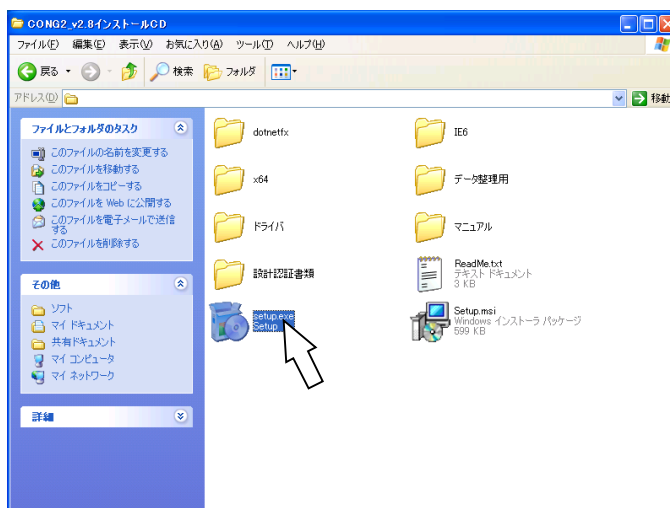 CONG2_v2.8インストールCD
ファイル(F) 編集(E) 表示(V) お気に入り(A) ツール(T) ヘルプ(H)
戻る 検索 フォルダ
アドレス(D) 移動
ファイルとフォルダのタスク
このファイルの名前を変更する
このファイルを移動する
このファイルをコピーする
このファイルを Web に公開する
このファイルを電子メールで送信
する
このファイルを削除する
その他
ソフト
マイ ドキュメント
共有ドキュメント
マイ コンピュータ
マイ ネットワーク
詳細
dotnetfx
IE6
x64
データ整理用
ドライバ
マニュアル
設計認証書類
ReadMe.txt
テキスト ドキュメント
3 KB
setup.exe
Setup
Setup.msi
Windows インストーラ パッケージ
599 KB